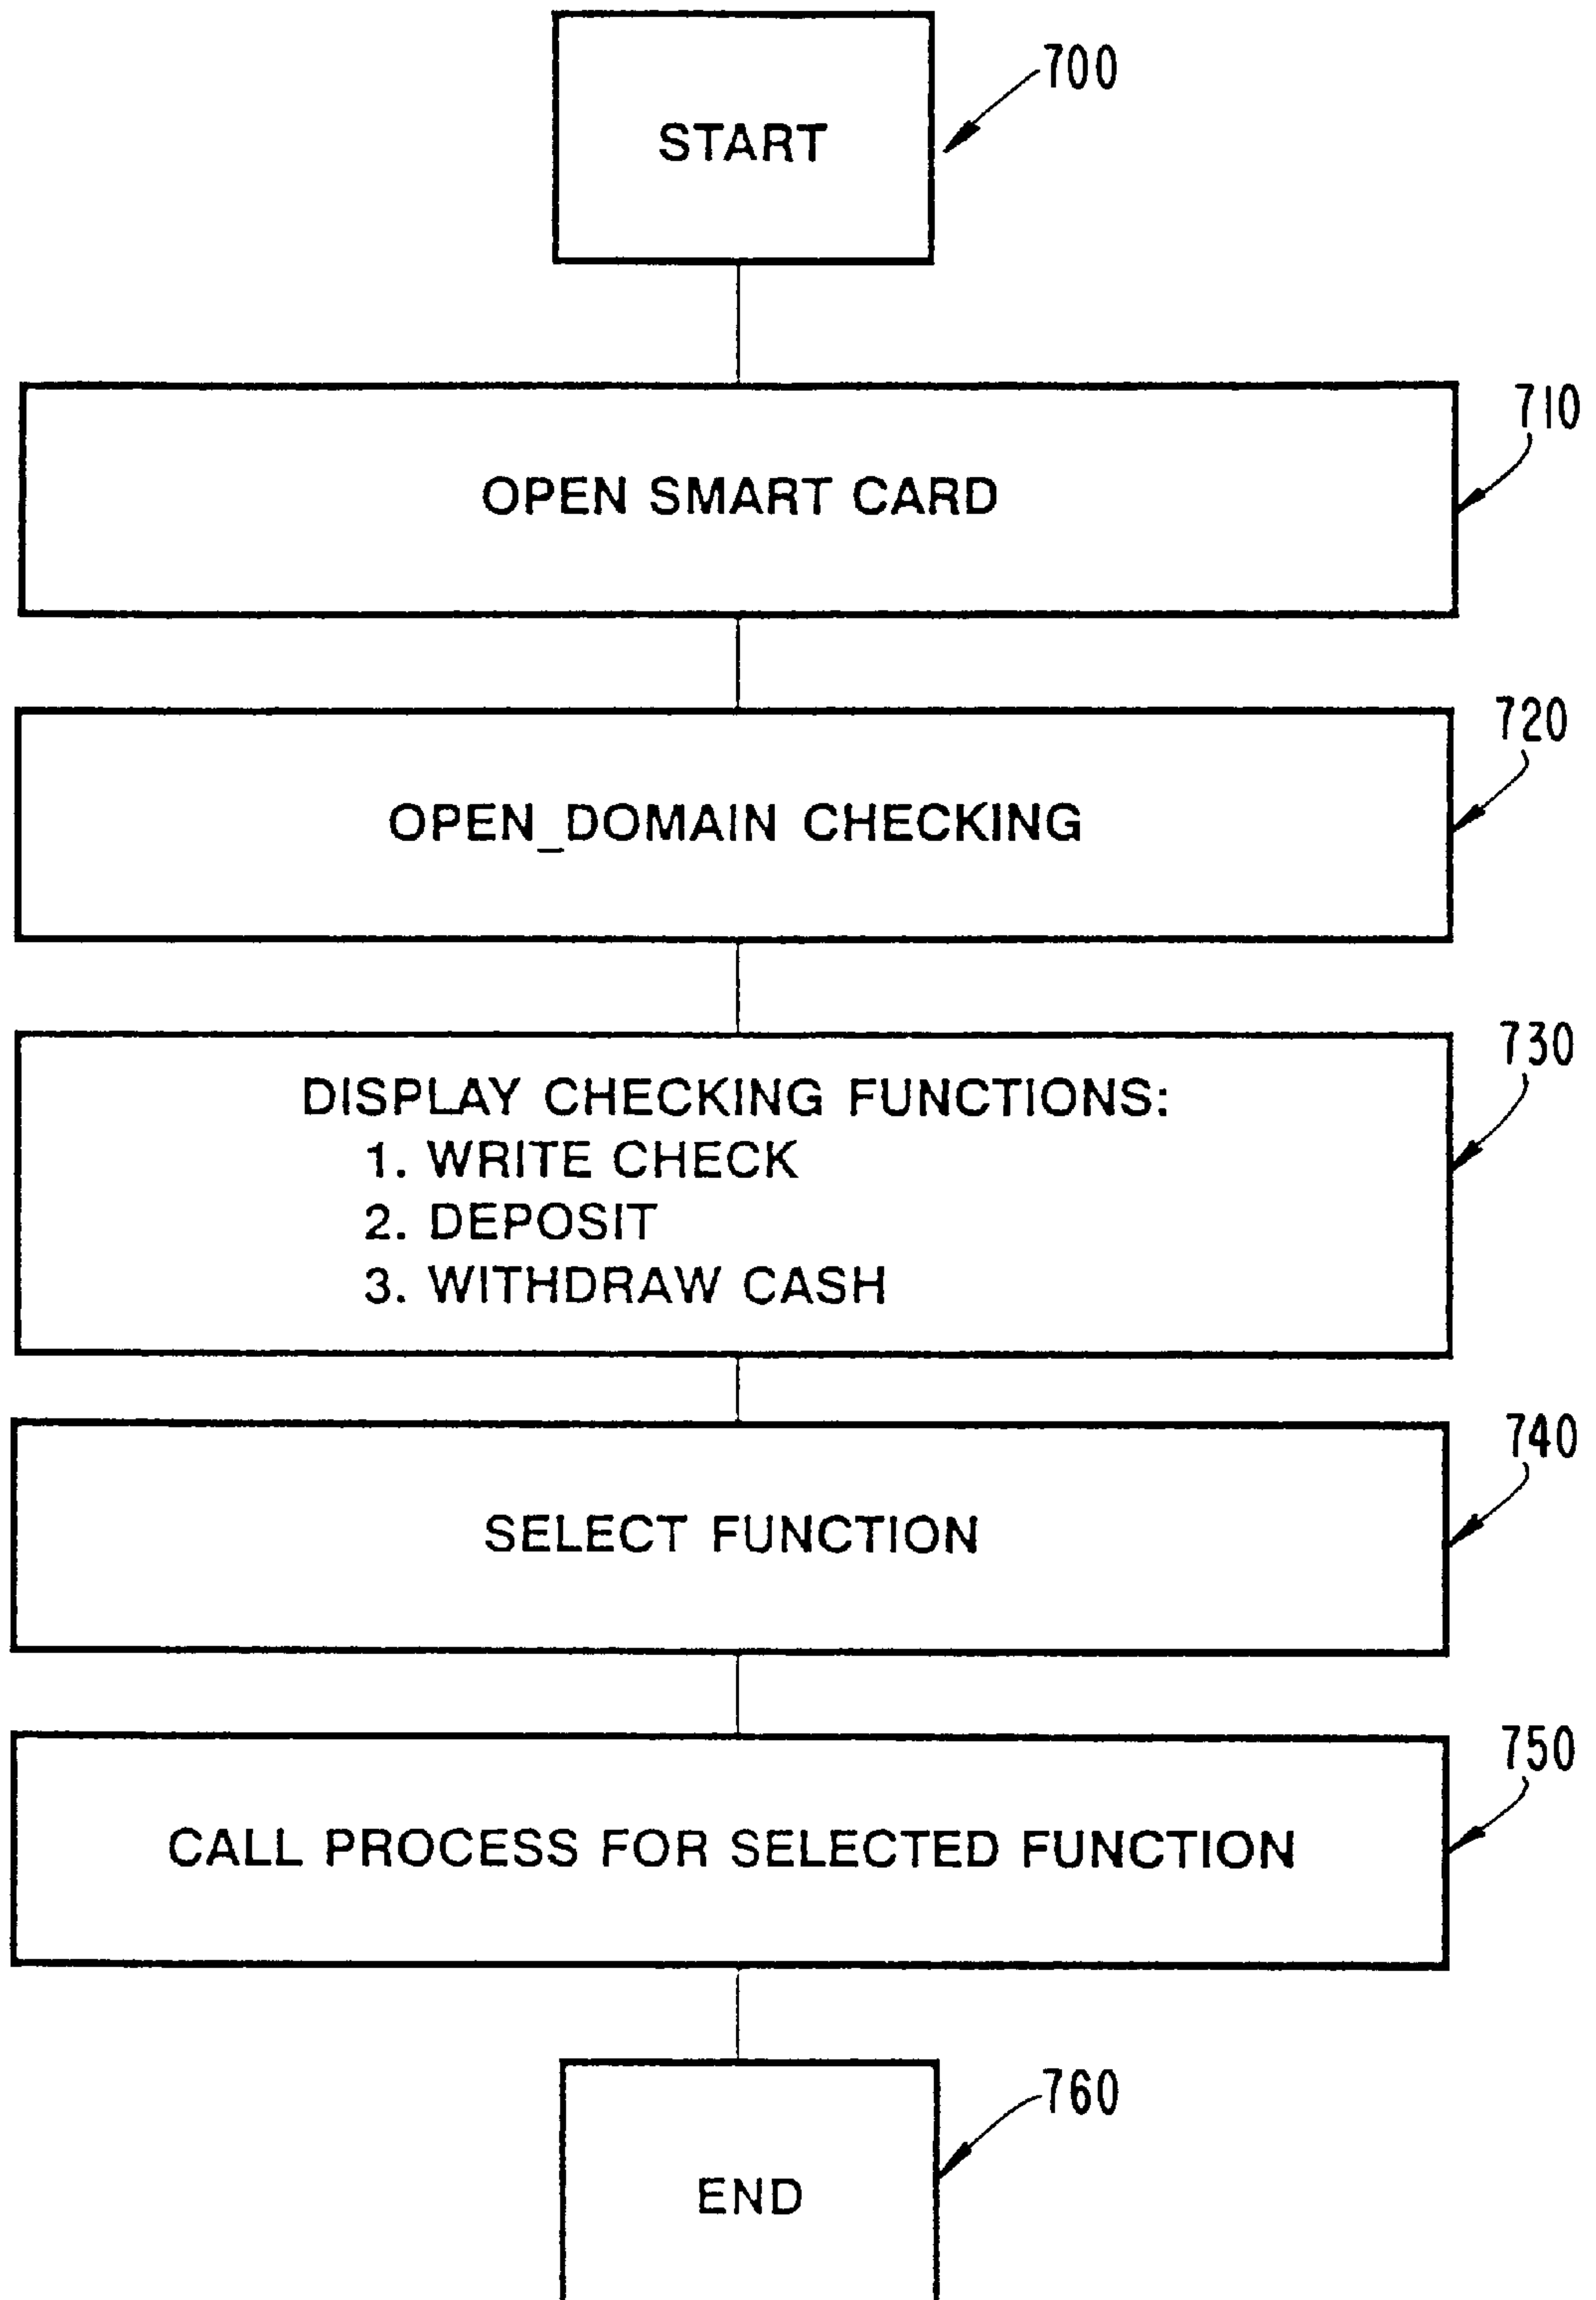 START
700
710
OPEN SMART CARD
720
OPEN_DOMAIN CHECKING
730
DISPLAY CHECKING FUNCTIONS:
1. WRITE CHECK
2. DEPOSIT
3. WITHDRAW CASH
740
SELECT FUNCTION
750
CALL PROCESS FOR SELECTED FUNCTION
760
END